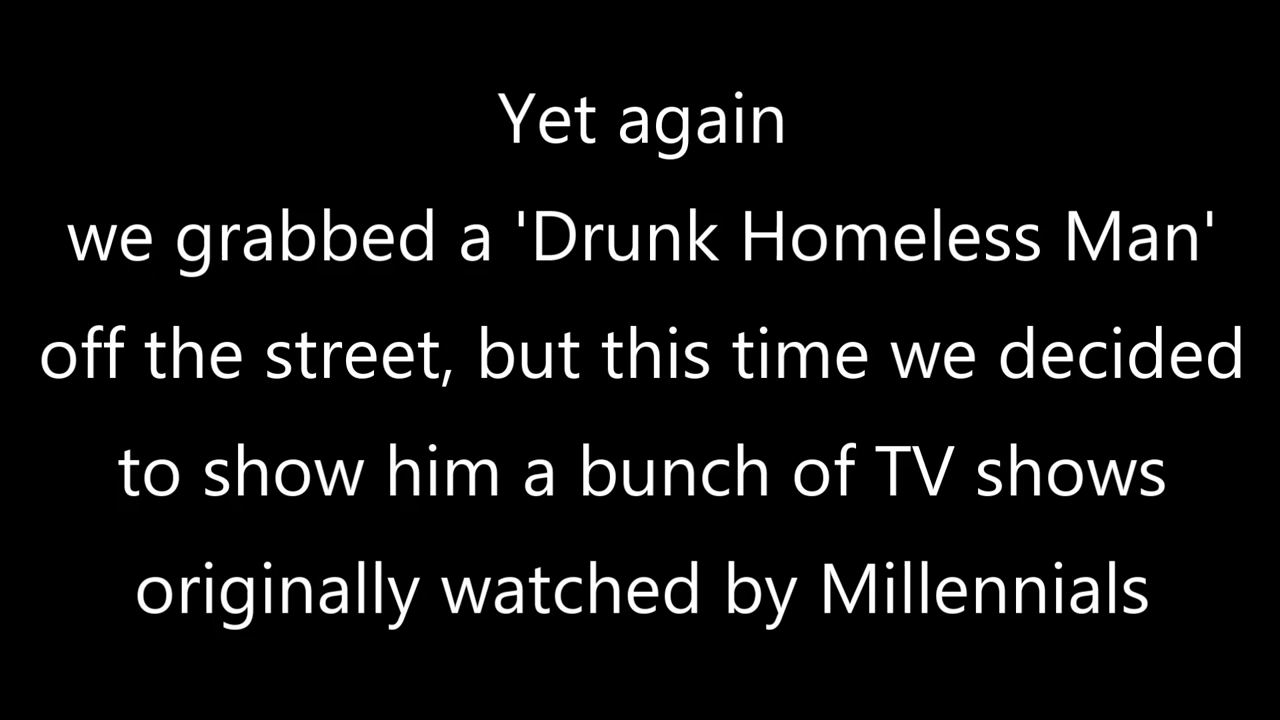 Yet again
we grabbed a 'Drunk Homeless Man'
off the street, but this time we decided
to show him a bunch of TV shows
originally watched by Millennials